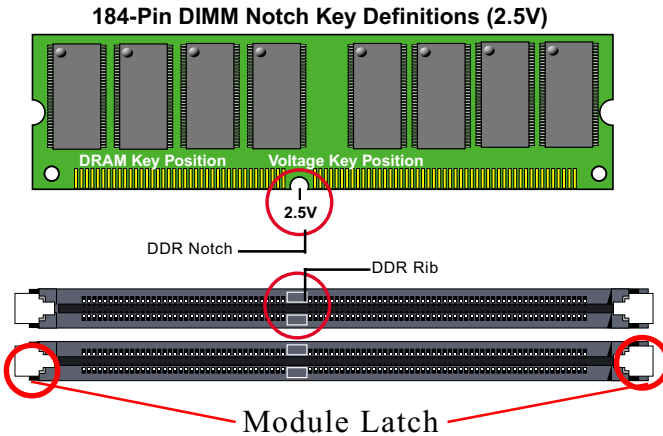 184-Pin DIMM Notch Key Definitions (2.5V)
DRAM Key Position Voltage Key Position
2.5V
DDR Notch
DDR Rib
Module Latch